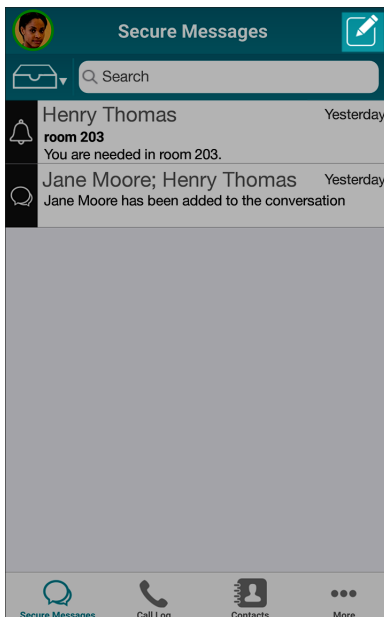 Secure Messages
Search
Henry Thomas Yesterday
room 203
You are needed in room 203.
Jane Moore; Henry Thomas Yesterday
Jane Moore has been added to the conversation
Secure Messages Call Log Contacts More